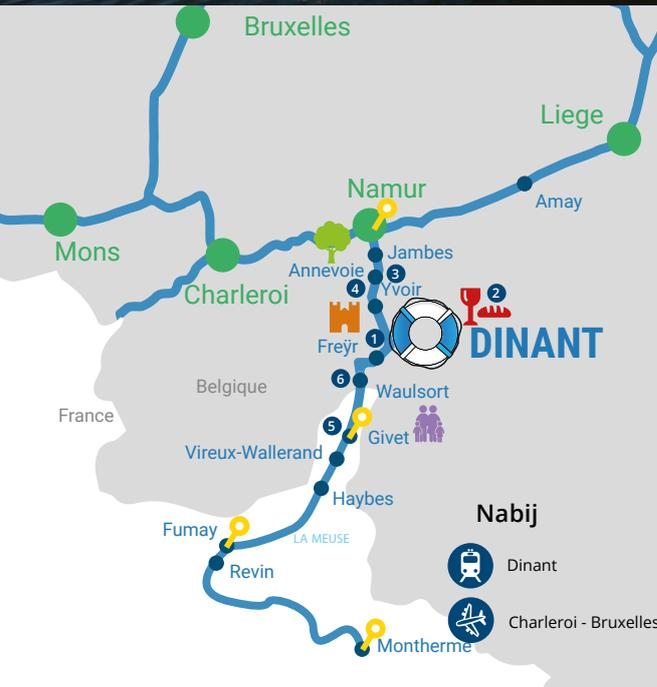 Bruxelles
Liege
Namur
Amay
Mons
Jambes
Annevoie
3
4
Yvoir
2
Charleroi
1
DINANT
Freÿr
6
Belgique
Waulsort
France
5
Givet
Vireux-Wallerand
Haybes
Nabij
Fumay
LA MEUSE
Dinant
Revin
Charleroi - Bruxelles
Montherme